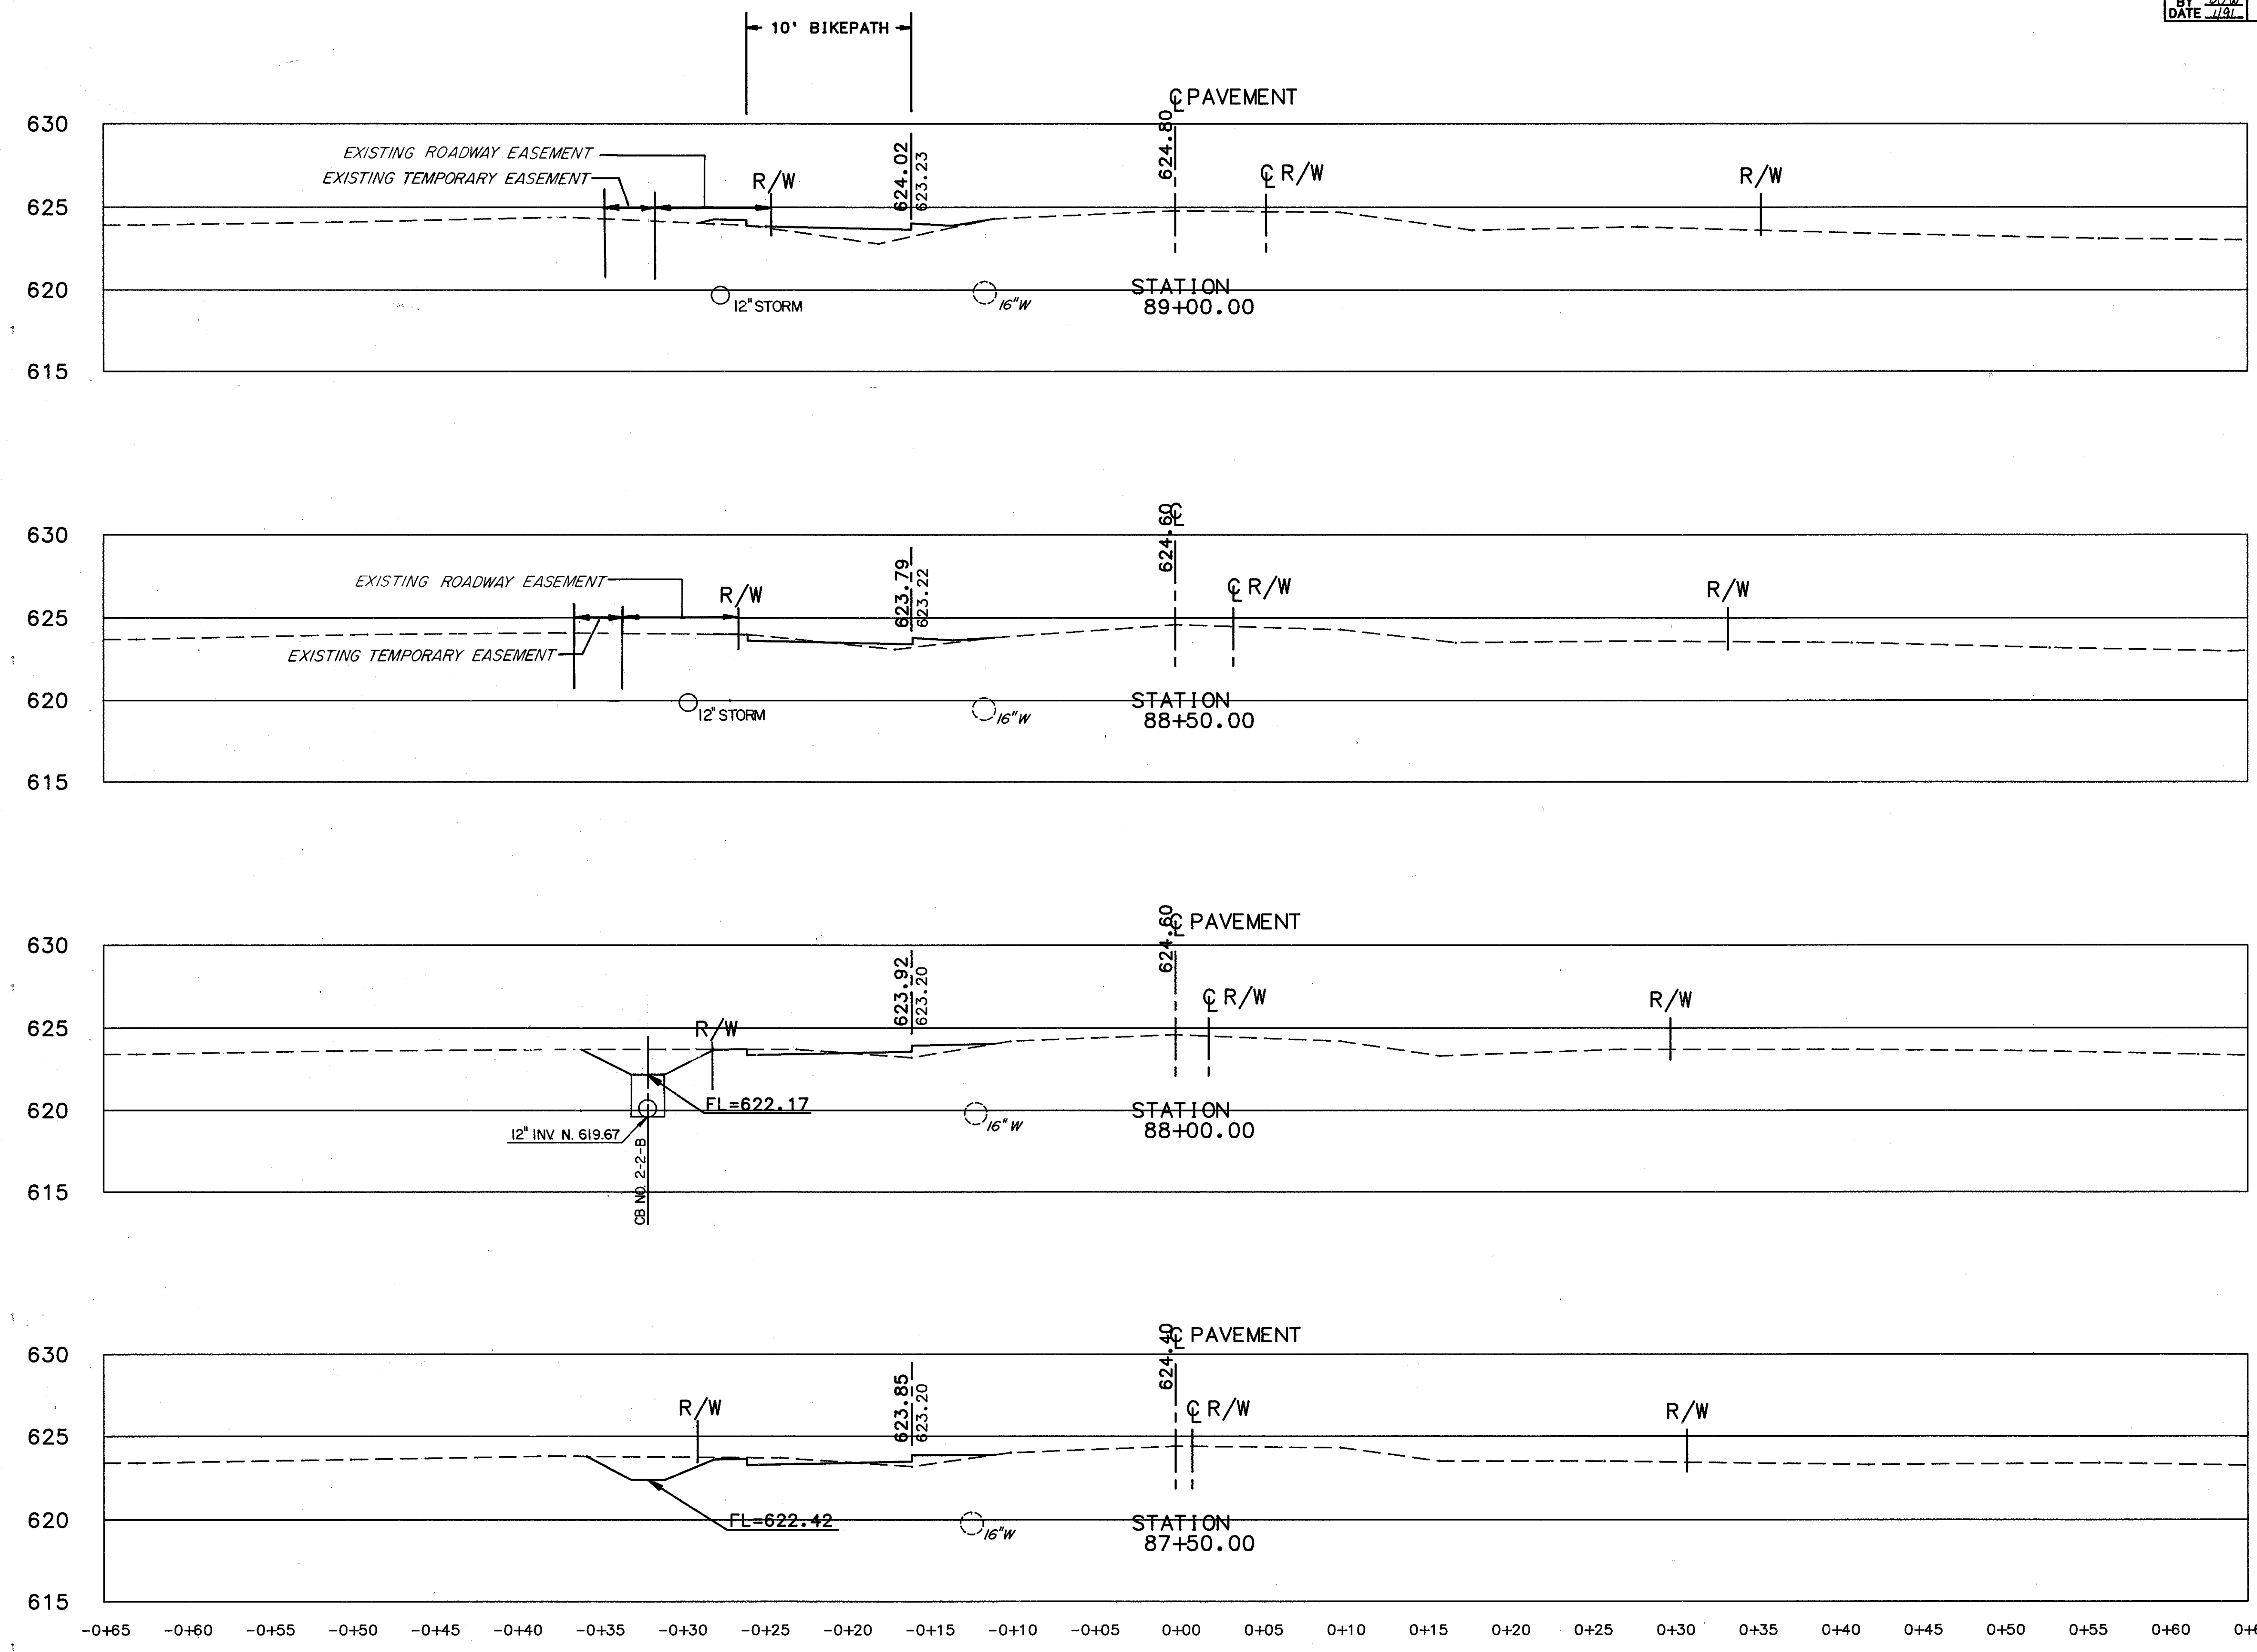 BY
DATE 1/91
10' BIKEPATH
℄ PAVEMENT
630
624.80
EXISTING ROADWAY EASEMENT
624.02
623.23
EXISTING TEMPORARY EASEMENT
R/W
℄ R/W
R/W
625
620
STATION
12" STORM
16" W
89+00.00
615
℄
630
624.60
623.79
623.22
EXISTING ROADWAY EASEMENT
R/W
℄ R/W
R/W
625
EXISTING TEMPORARY EASEMENT
620
STATION
12" STORM
16" W
88+50.00
615
℄ PAVEMENT
630
624.60
623.92
623.20
℄ R/W
R/W
625
R/W
FL=622.17
620
STATION
16" W
12" INV. N. 619.67
88+00.00
CB NO. 2-2-B
615
℄ PAVEMENT
630
624.40
623.85
623.20
R/W
℄ R/W
R/W
625
FL=622.42
620
STATION
16" W
87+50.00
615
-0+65 -0+60 -0+55 -0+50 -0+45 -0+40 -0+35 -0+30 -0+25 -0+20 -0+15 -0+10 -0+05 0+00 0+05 0+10 0+15 0+20 0+25 0+30 0+35 0+40 0+45 0+50 0+55 0+60